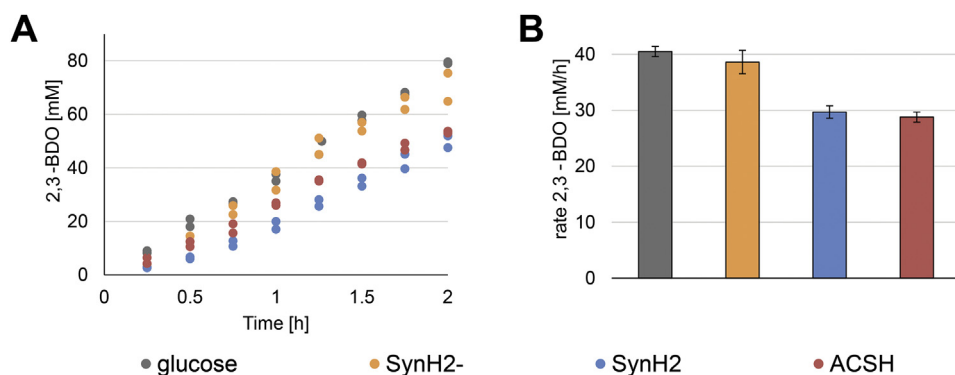 A
2,3-BDO [mM]
80
60
40
20
0
0
0.5
1
1.5
2
Time [h]
B
rate 2,3 -BDO [mM/h]
40
30
20
10
0
glucose
SynH2-
SynH2
ACSH